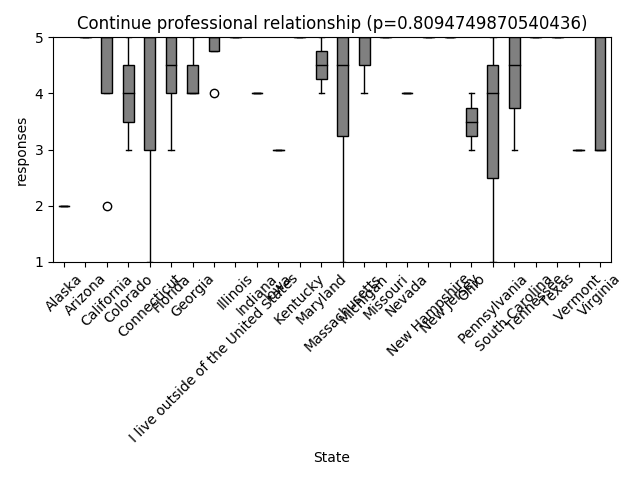 Continue professional relationship (p=0.8094749870540436)
responses
5
4
3
2
1
Alaska
Arizona
California
Colorado
Connecticut
Florida
Georgia
I live outside of the United States
Illinois
Indiana
Iowa
Kentucky
Maryland
Massachusetts
Michigan
Missouri
Nevada
New Hampshire
New Jersey
Ohio
Pennsylvania
South Carolina
Tennessee
Texas
Vermont
Virginia
State